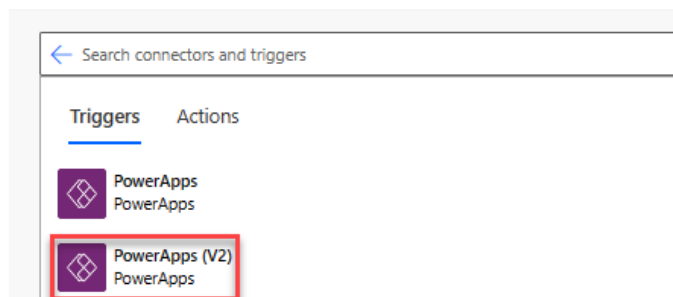 Search connectors and triggers
Triggers Actions
PowerApps
PowerApps
PowerApps (V2)
PowerApps